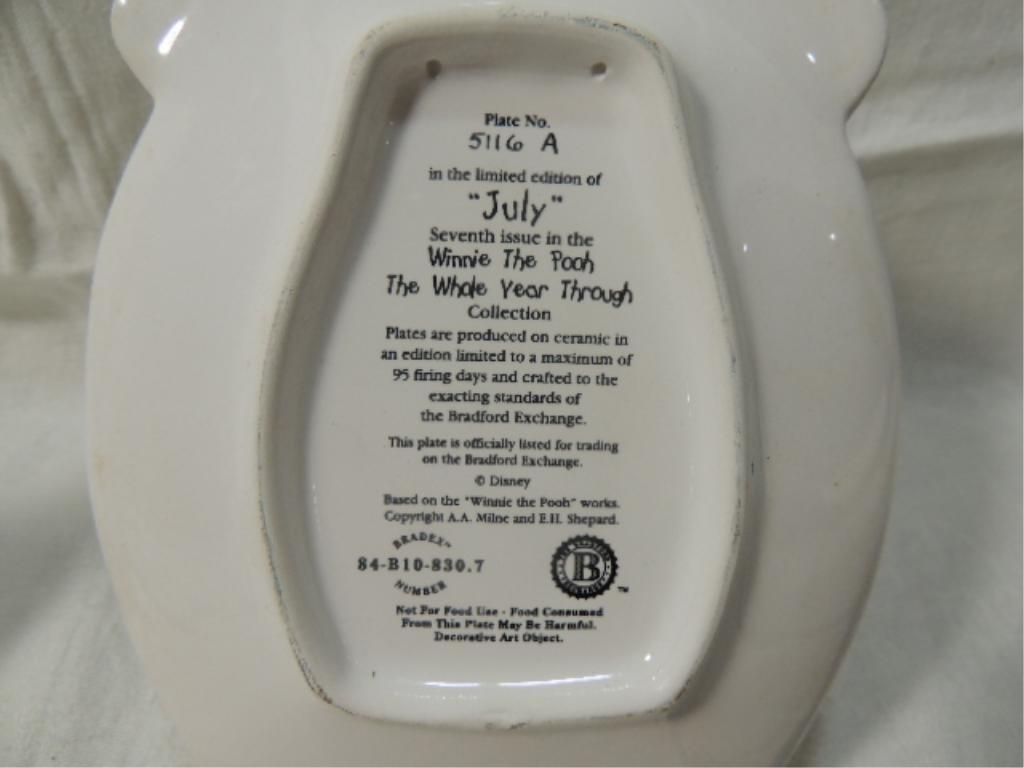 Plate No.
5116 A
in the limited edition of
"July"
Seventh issue in the
Winnie The Pooh
The Whole Year Through
Collection
Plates are produced on ceramic in
an edition limited to a maximum of
95 firing days and crafted to the
exacting standards of
the Bradford Exchange.
This plate is officially listed for trading
on the Bradford Exchange.
© Disney
Based on the "Winnie the Pooh" works.
Copyright A.A. Milne and E.H. Shepard.
BRADEX™
84-B10-830.7
NUMBER
B
™
Not For Food Use - Food Consumed
From This Plate May Be Harmful.
Decorative Art Object.